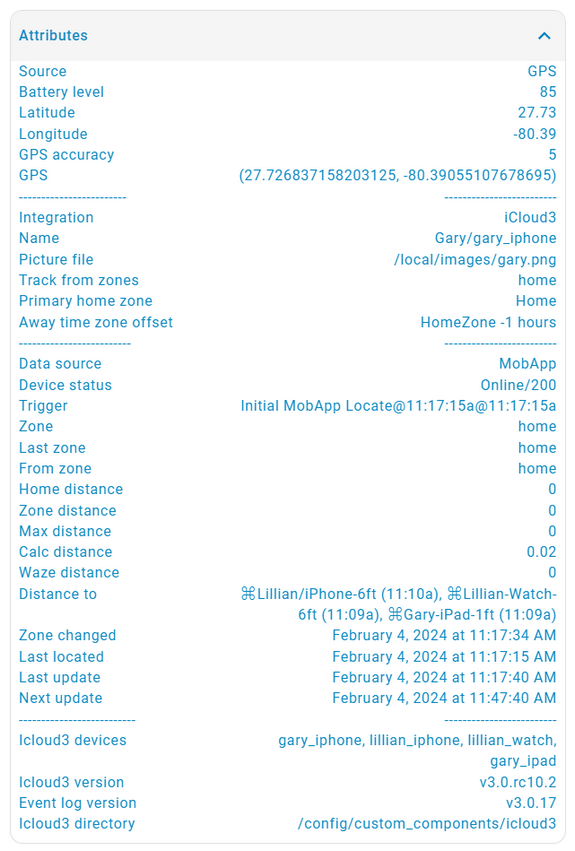 Attributes
Source GPS
Battery level 85
Latitude 27.73
Longitude -80.39
GPS accuracy 5
GPS (27.726837158203125, -80.39055107678695)
------------------------ -------------------------
Integration iCloud3
Name Gary/gary_iphone
Picture file /local/images/gary.png
Track from zones home
Primary home zone Home
Away time zone offset HomeZone -1 hours
------------------------- -------------------------
Data source MobApp
Device status Online/200
Trigger Initial MobApp Locate@11:17:15a@11:17:15a
Zone home
Last zone home
From zone home
Home distance 0
Zone distance 0
Max distance 0
Calc distance 0.02
Waze distance 0
Distance to ⌘Lillian/iPhone-6ft (11:10a), ⌘Lillian-Watch-
6ft (11:09a), ⌘Gary-iPad-1ft (11:09a)
Zone changed February 4, 2024 at 11:17:34 AM
Last located February 4, 2024 at 11:17:15 AM
Last update February 4, 2024 at 11:17:40 AM
Next update February 4, 2024 at 11:47:40 AM
-------------------------- -------------------------
Icloud3 devices gary_iphone, lillian_iphone, lillian_watch,
gary_ipad
Icloud3 version v3.0.rc10.2
Event log version v3.0.17
Icloud3 directory /config/custom_components/icloud3